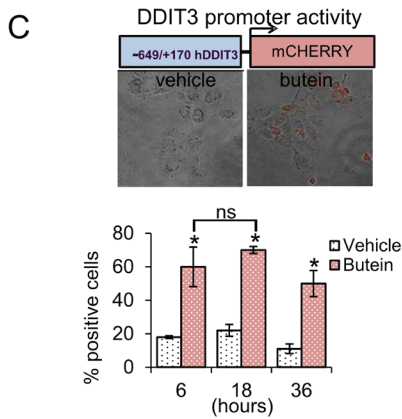 C
DDIT3 promoter activity
-649/+170 hDDIT3
mCHERRY
vehicle
butein
ns
80
60
40
20
0
% positive cells
*
*
*
Vehicle
Butein
6
18
36
(hours)